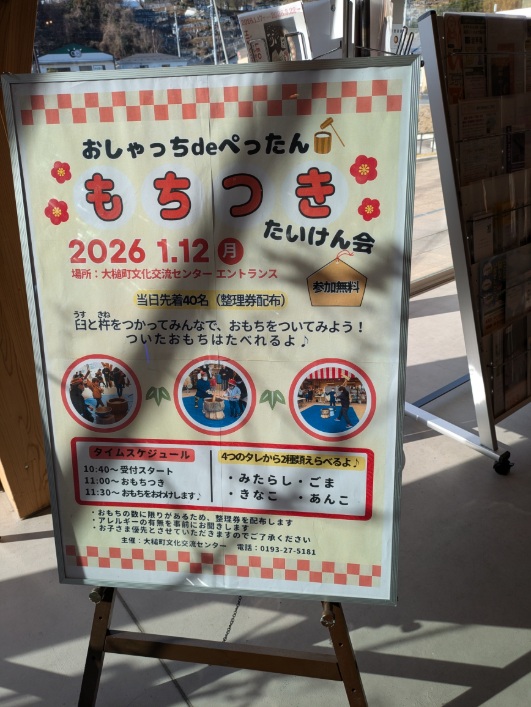 おしゃっちdeぺったん
もちつき
たいけん会
2026 1.12 月
場所：大槌町文化交流センター エントランス
参加無料
当日先着40名（整理券配布）
うす きね
臼と杵をつかってみんなで、おもちをついてみよう！
ついたおもちはたべれるよ♪
タイムスケジュール
10:40～ 受付スタート
11:00～ おもちつき
11:30～ おもちをおわけします♪
4つのタレから2種類えらべるよ♪
・みたらし・ごま
・きなこ ・あんこ
・おもちの数に限りがあるため、整理券を配布します
・アレルギーの有無を事前にお聞きします
・お子さま優先とさせていただきますのでご了承ください
主催：大槌町文化交流センター 電話：0193-27-5181